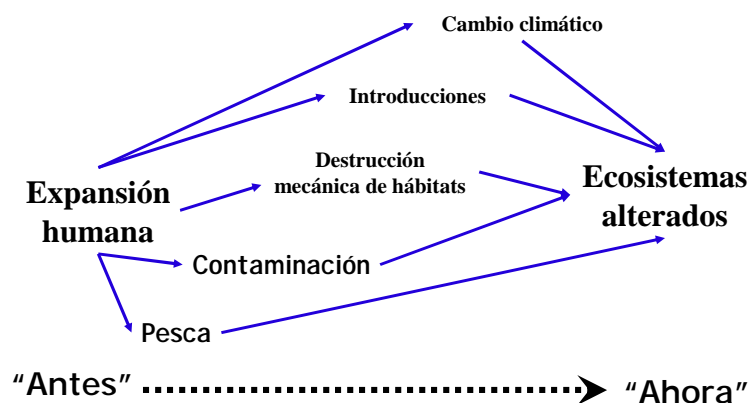 Cambio climático
Introducciones
Destrucción
mecánica de hábitats
Expansión
humana
Ecosistemas
alterados
Contaminación
Pesca
"Antes"
"Ahora"